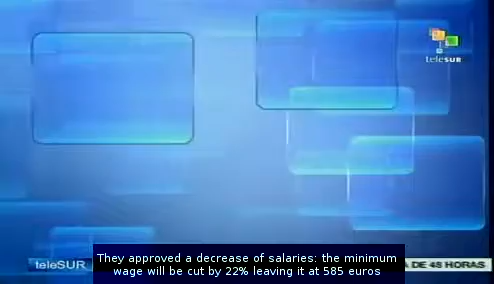 teleSUR
They approved a decrease of salaries: the minimum
wage will be cut by 22% leaving it at 585 euros
teleSUR
A DE 48 HORAS